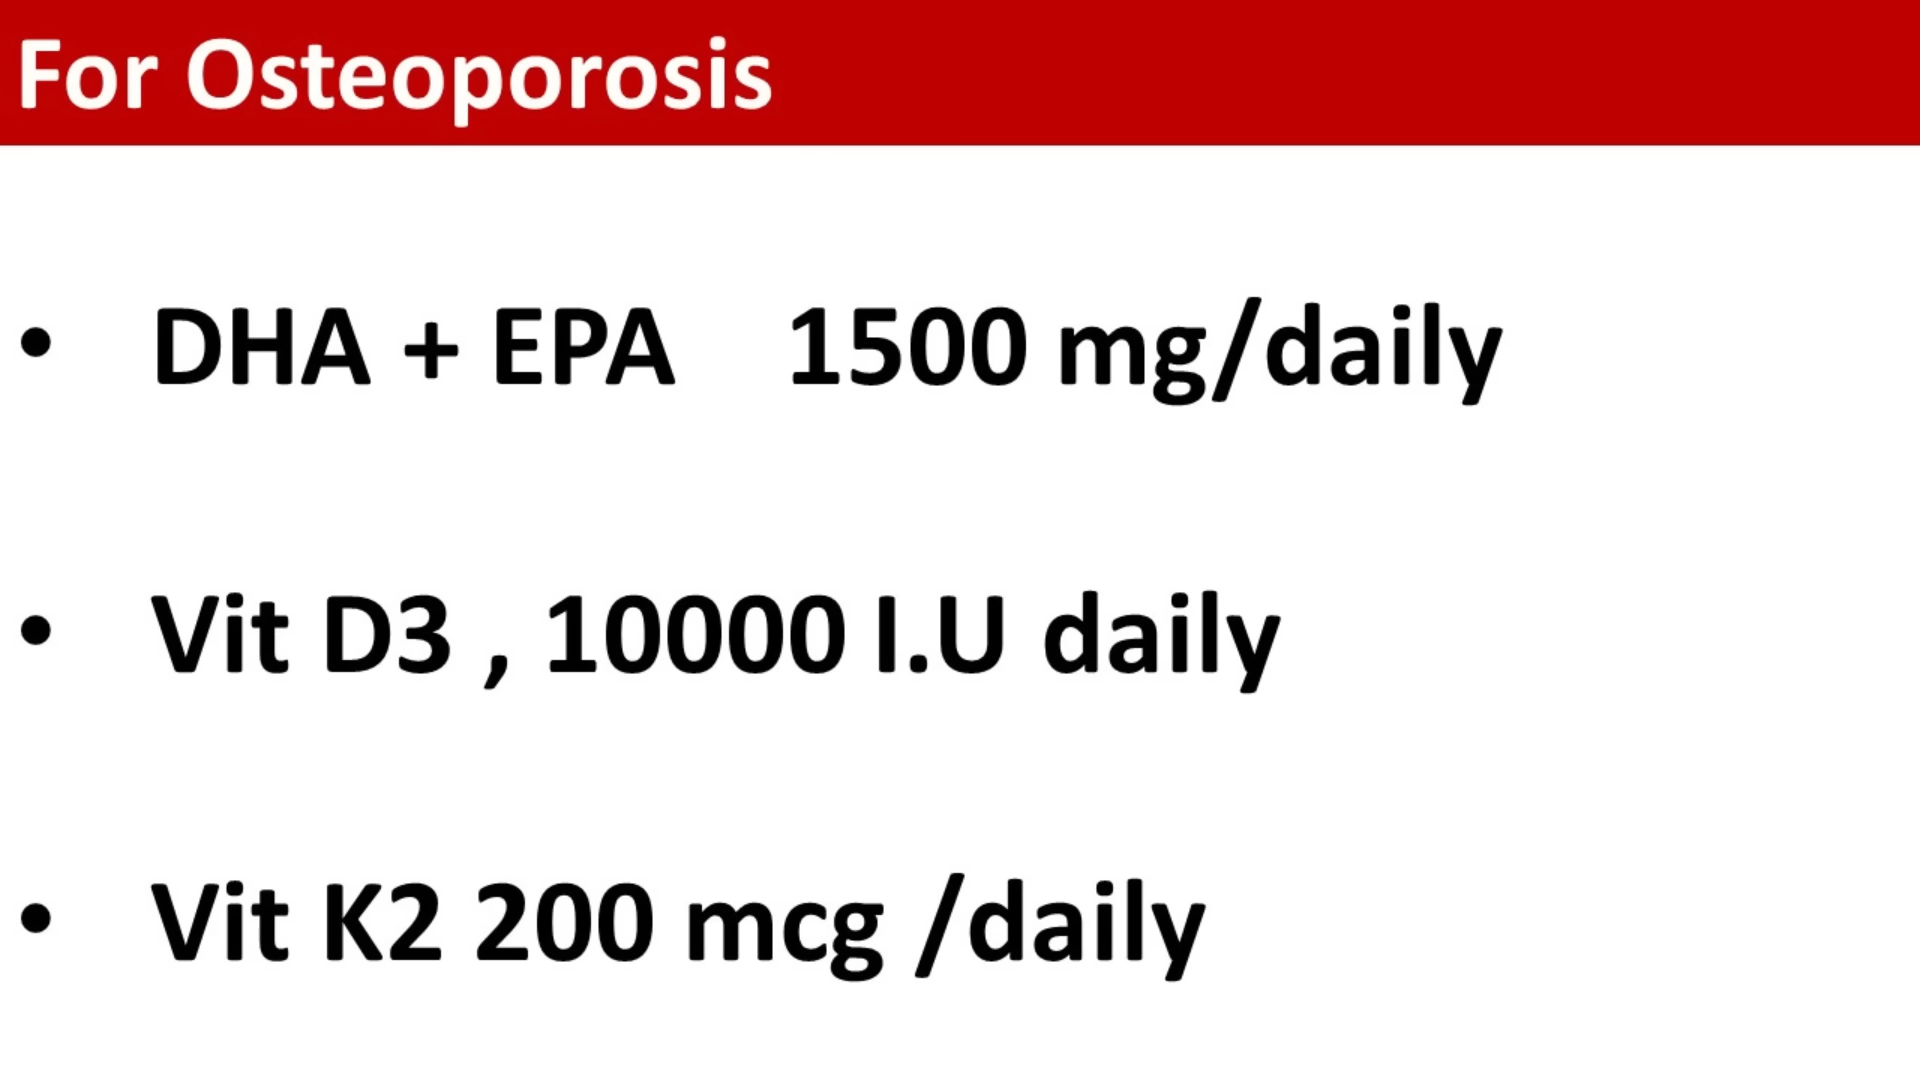 For Osteoporosis
• DHA + EPA 1500 mg/daily
• Vit D3 , 10000 I.U daily
• Vit K2 200 mcg /daily